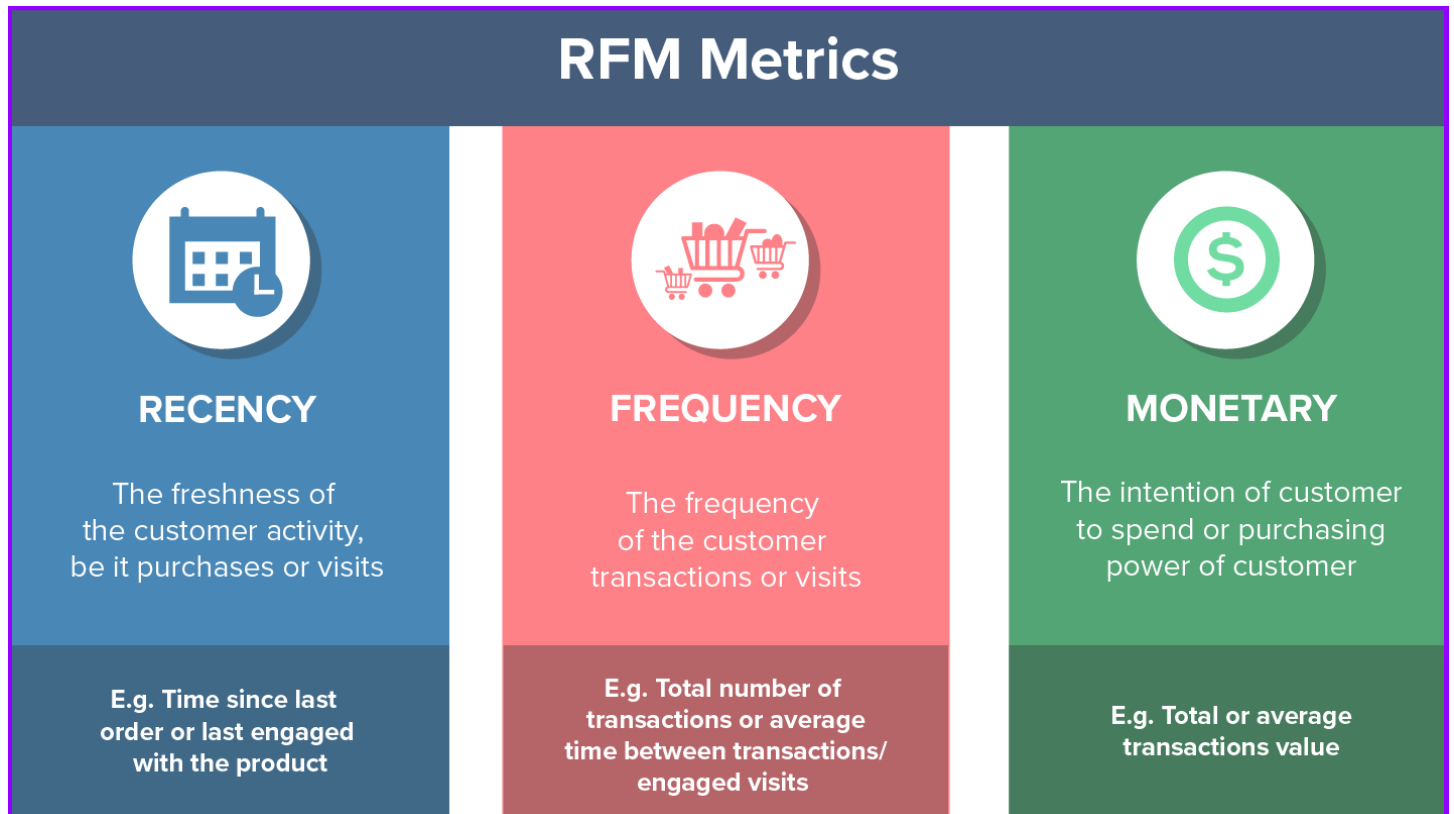 RFM Metrics
RECENCY
The freshness of
the customer activity,
be it purchases or visits
E.g. Time since last
order or last engaged
with the product
FREQUENCY
The frequency
of the customer
transactions or visits
E.g. Total number of
transactions or average
time between transactions/
engaged visits
MONETARY
The intention of customer
to spend or purchasing
power of customer
E.g. Total or average
transactions value